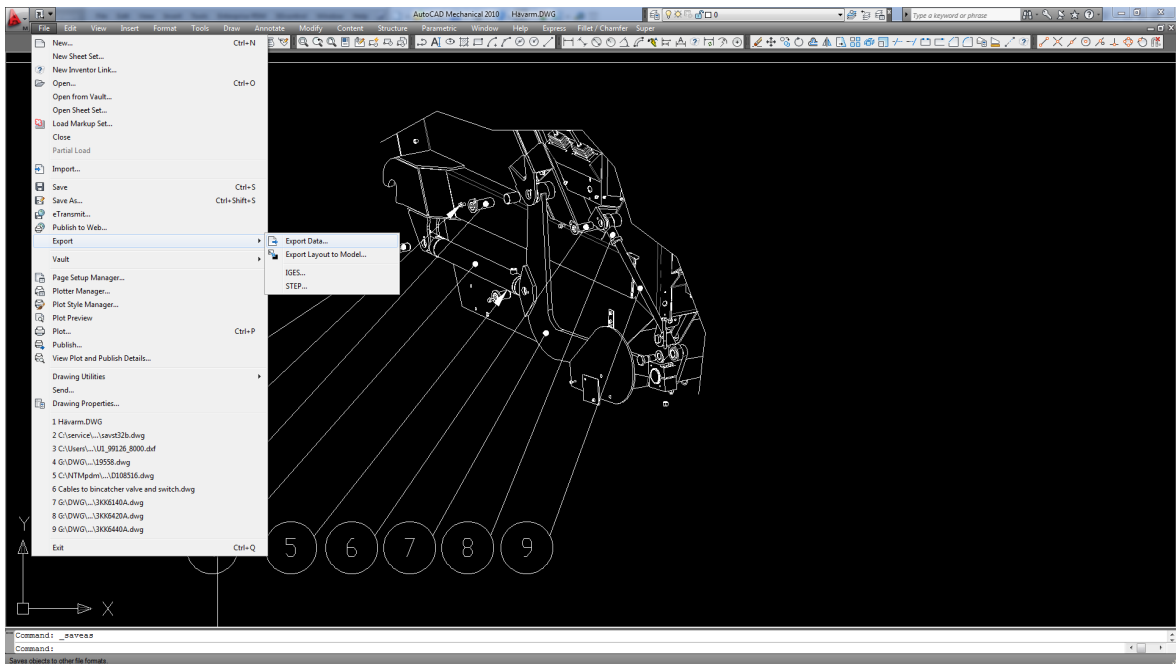 AutoCAD Mechanical 2010 Hävarm.DWG
0
Type a keyword or phrase
File Edit View Insert Format Tools Draw Annotate Modify Content Structure Parametric Window Help Express Fillet / Chamfer Super
New... Ctrl+N
New Sheet Set...
New Inventor Link...
Open... Ctrl+O
Open from Vault...
Open Sheet Set...
Load Markup Set...
Close
Partial Load
Import...
Save Ctrl+S
Save As... Ctrl+Shift+S
eTransmit...
Publish to Web...
Export
Vault
Page Setup Manager...
Plotter Manager...
Plot Style Manager...
Plot Preview
Plot... Ctrl+P
Publish...
View Plot and Publish Details...
Drawing Utilities
Send...
Drawing Properties...
1 Hävarm.DWG
2 C:\service\...\savst32b.dwg
3 C:\Users\...\U1_99126_8000.dxf
4 G:\DWG\...\19558.dwg
5 C:\NTMpdm\...\D108516.dwg
6 Cables to bincatcher valve and switch.dwg
7 G:\DWG\...\3KK6140A.dwg
8 G:\DWG\...\3KK6420A.dwg
9 G:\DWG\...\3KK6440A.dwg
Exit Ctrl+Q
Export Data...
Export Layout to Model...
IGES...
STEP...
5 6 7 8 9
Y
X
Command: _saveas
Command:
Saves objects to other file formats